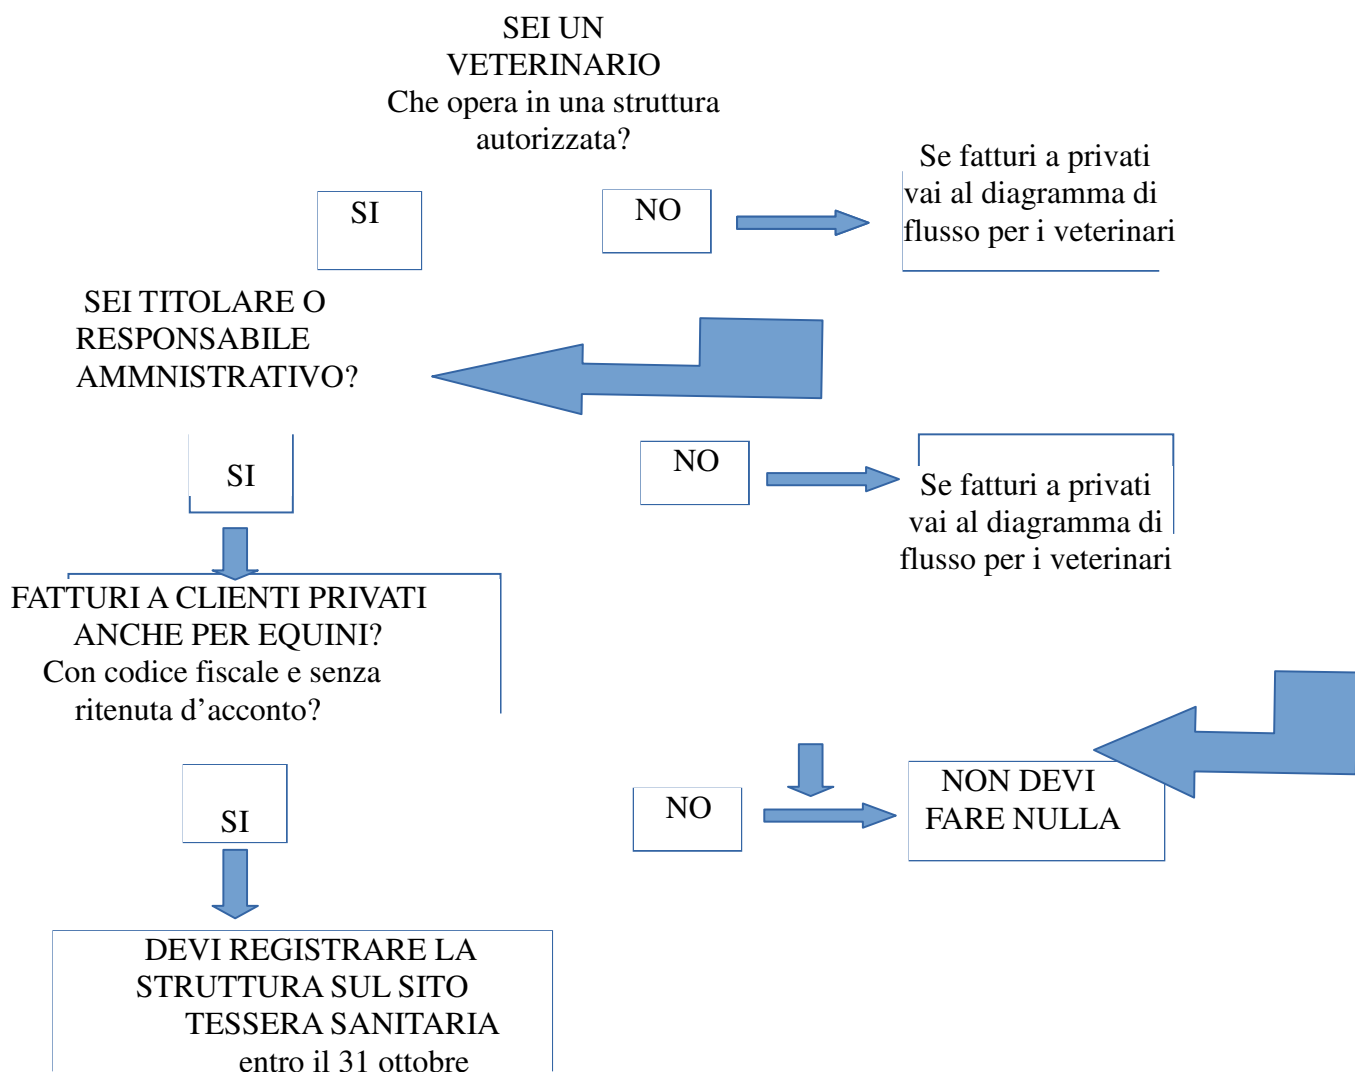 SEI UN
VETERINARIO
Che opera in una struttura
autorizzata?
Se fatturi a privati
vai al diagramma di
flusso per i veterinari
SI
NO
SEI TITOLARE O
RESPONSABILE
AMMNISTRATIVO?
SI
NO
Se fatturi a privati
vai al diagramma di
flusso per i veterinari
FATTURI A CLIENTI PRIVATI
ANCHE PER EQUINI?
Con codice fiscale e senza
ritenuta d’acconto?
SI
NO
NON DEVI
FARE NULLA
DEVI REGISTRARE LA
STRUTTURA SUL SITO
TESSERA SANITARIA
entro il 31 ottobre